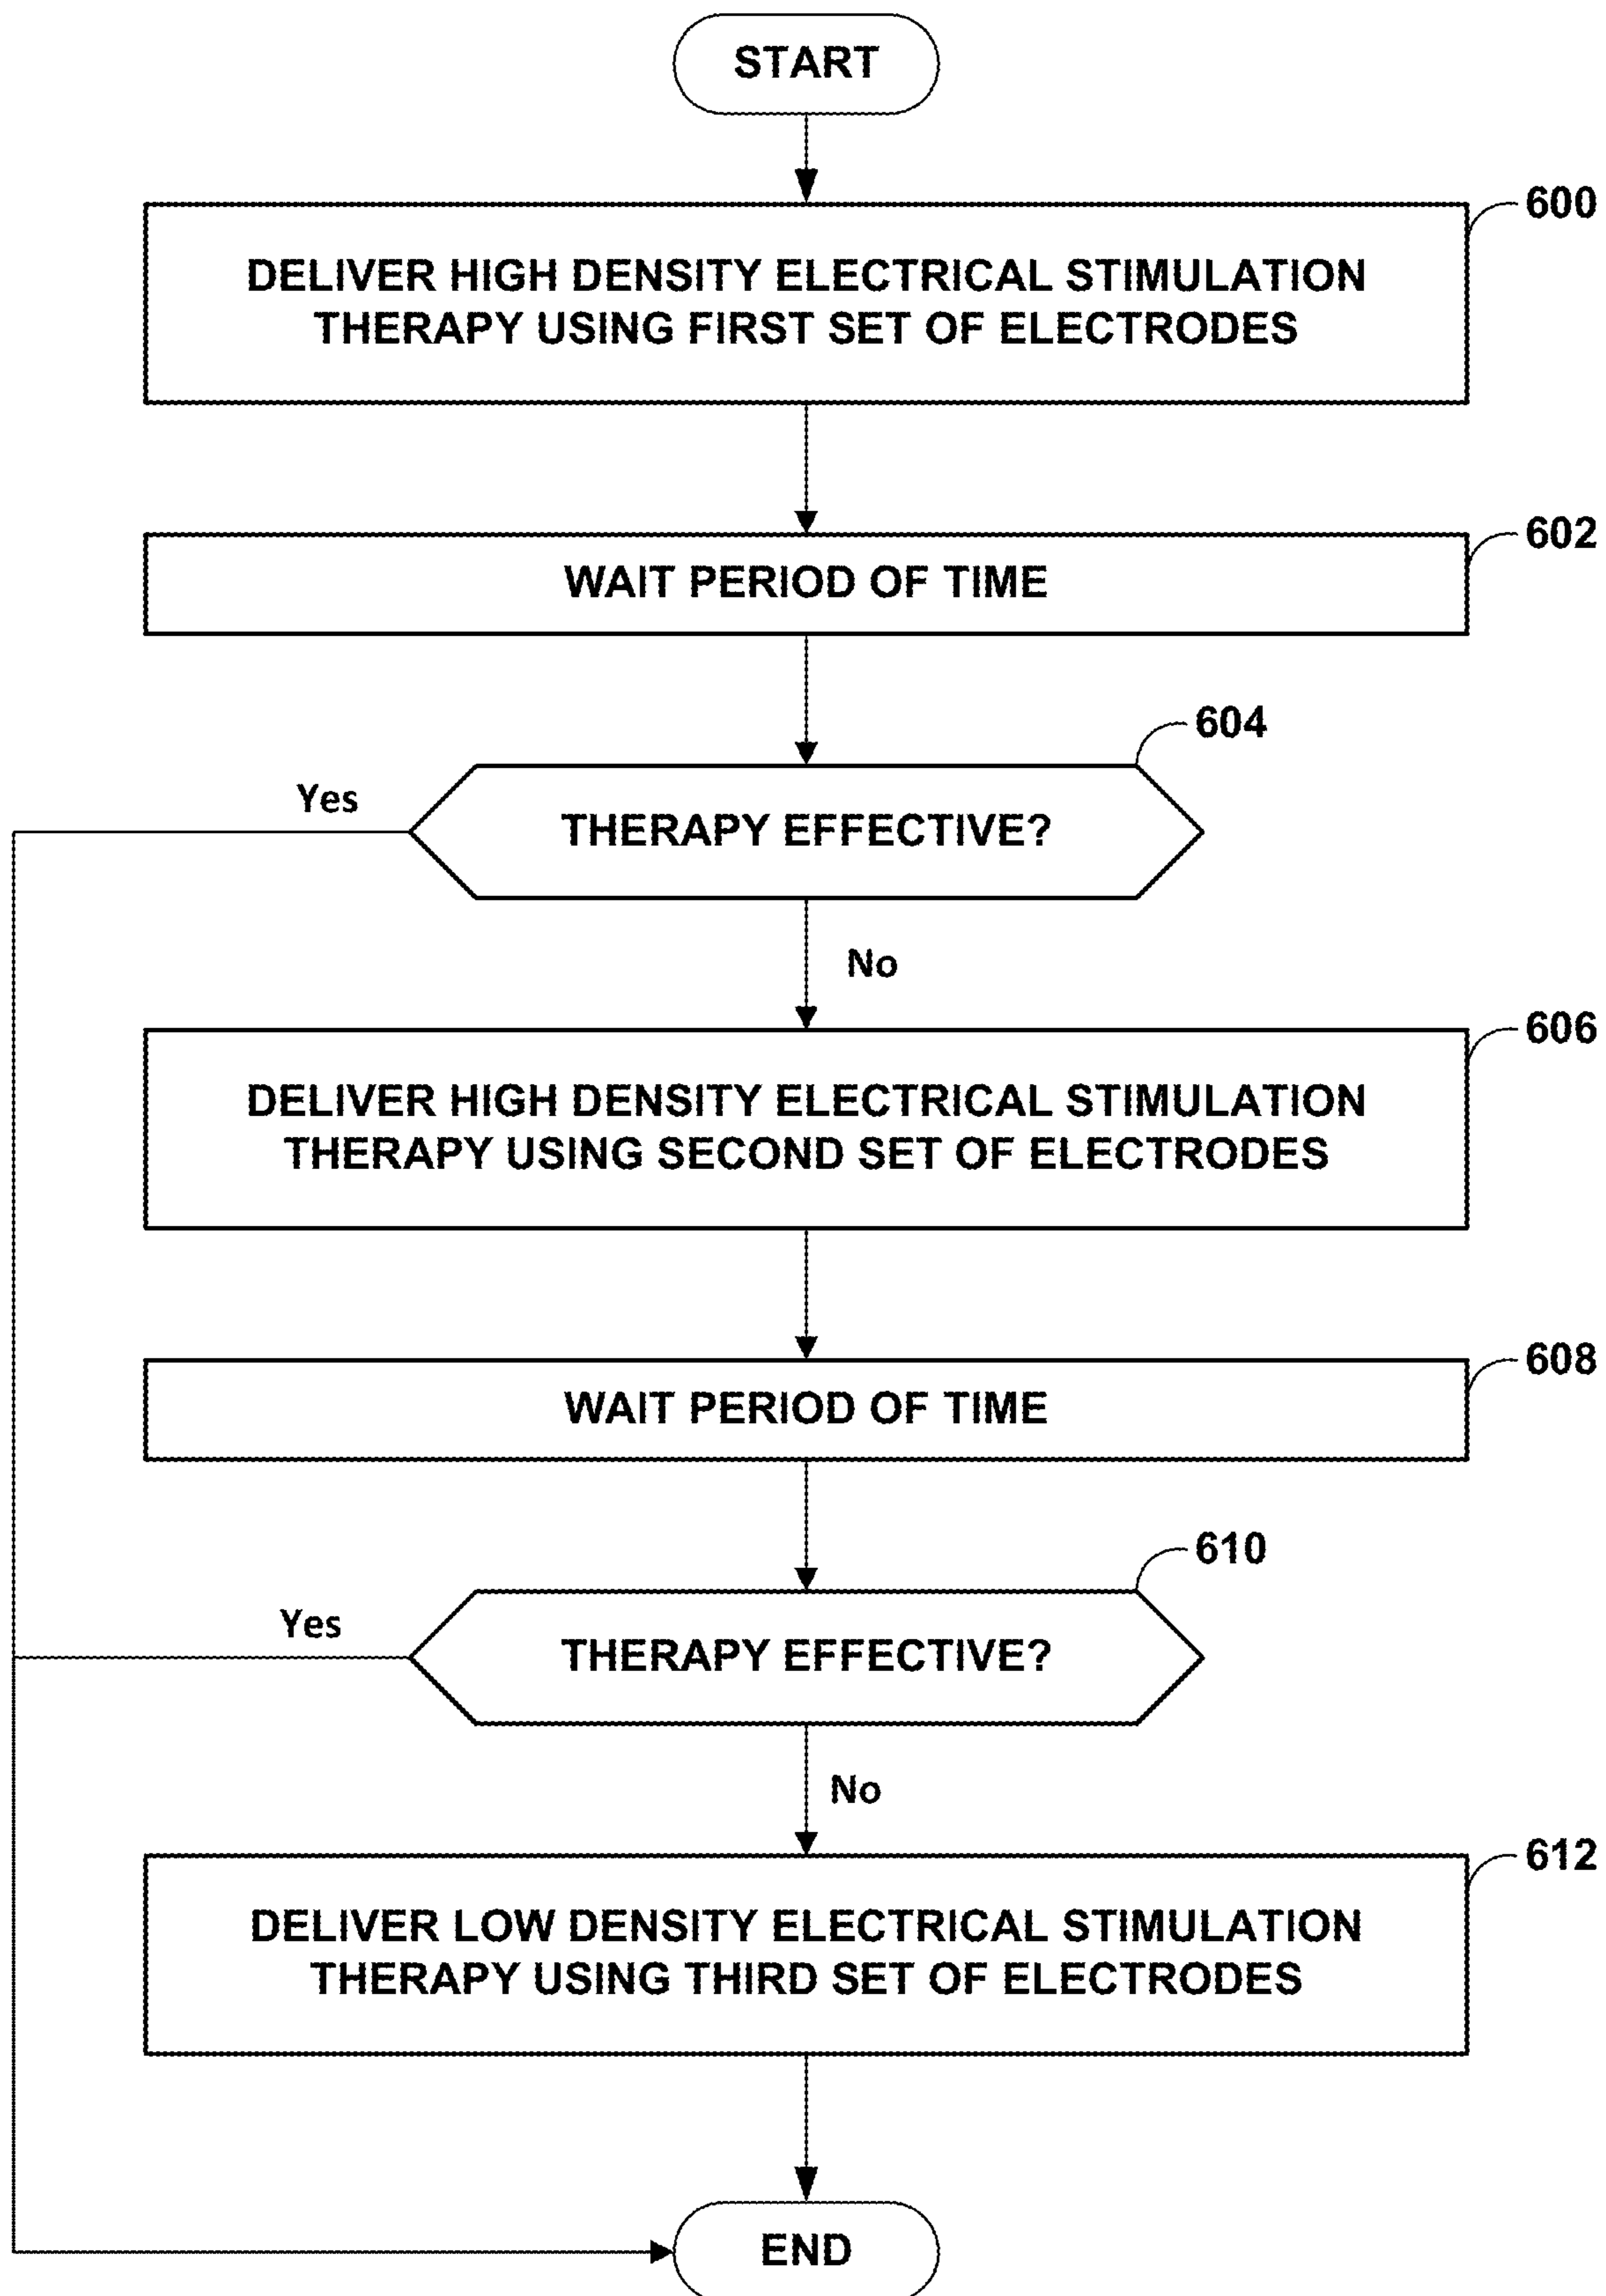 START
600
DELIVER HIGH DENSITY ELECTRICAL STIMULATION
THERAPY USING FIRST SET OF ELECTRODES
602
WAIT PERIOD OF TIME
604
Yes
THERAPY EFFECTIVE?
No
606
DELIVER HIGH DENSITY ELECTRICAL STIMULATION
THERAPY USING SECOND SET OF ELECTRODES
608
WAIT PERIOD OF TIME
610
Yes
THERAPY EFFECTIVE?
No
612
DELIVER LOW DENSITY ELECTRICAL STIMULATION
THERAPY USING THIRD SET OF ELECTRODES
END